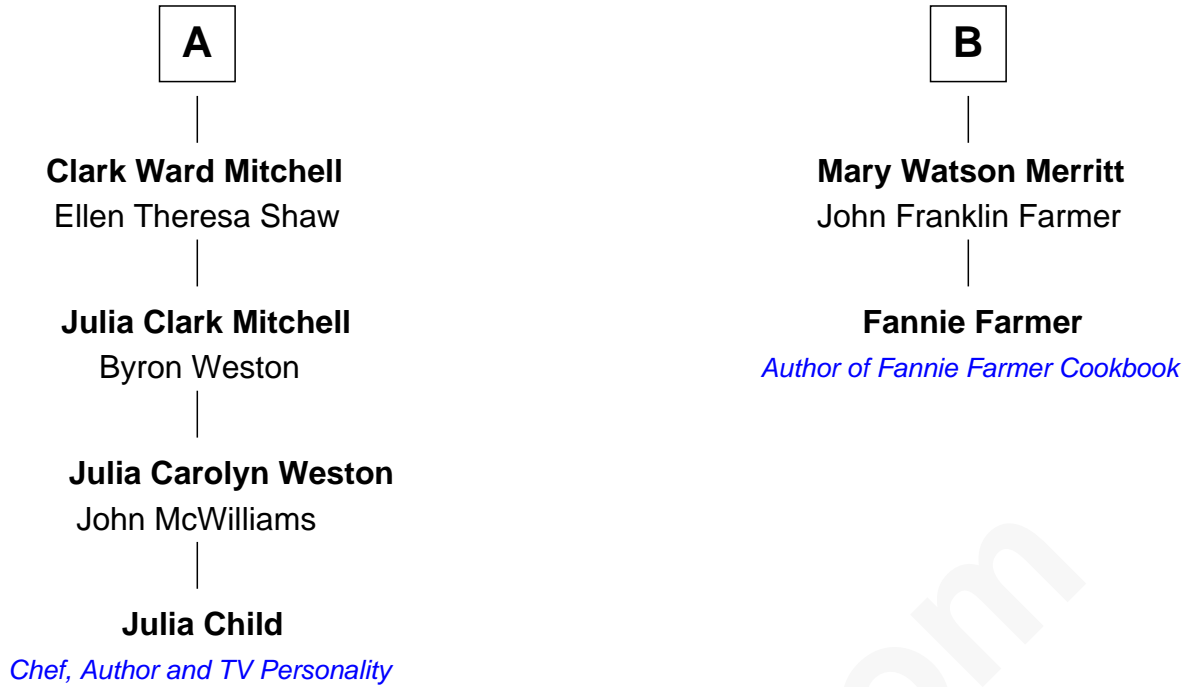 A
Clark Ward Mitchell
Ellen Theresa Shaw
Julia Clark Mitchell
Byron Weston
Julia Carolyn Weston
John McWilliams
Julia Child
Chef, Author and TV Personality
B
Mary Watson Merritt
John Franklin Farmer
Fannie Farmer
Author of Fannie Farmer Cookbook
om